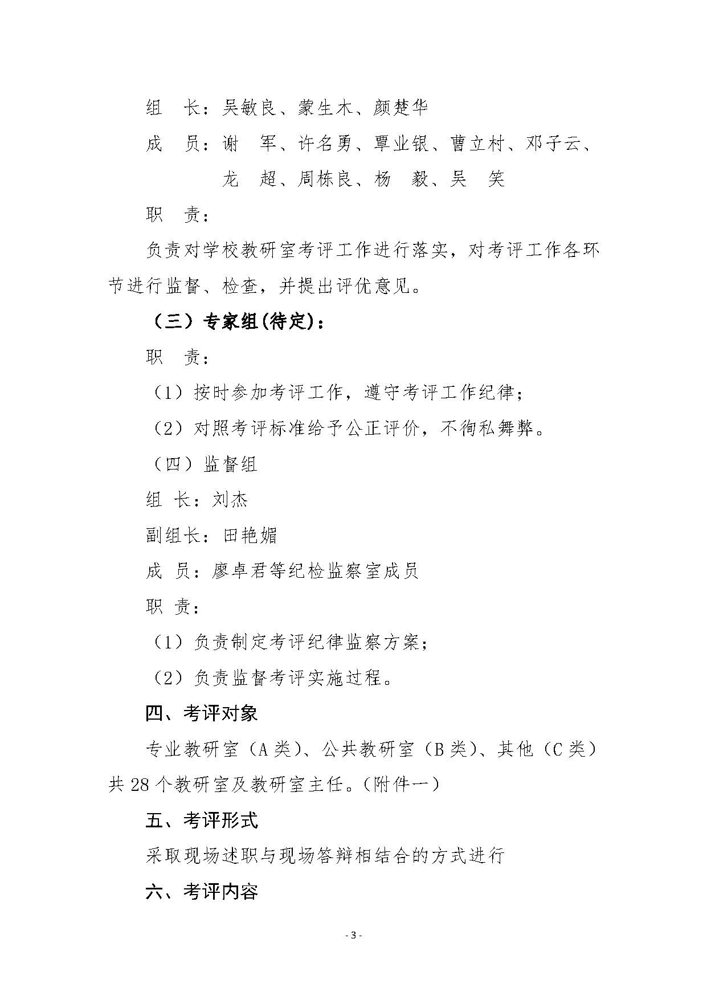 组　长：吴敏良、蒙生木、颜楚华
成　员：谢　军、许名勇、覃业银、曹立村、邓子云、
龙　超、周栋良、杨　毅、吴　笑
职　责：
负责对学校教研室考评工作进行落实，对考评工作各环
节进行监督、检查，并提出评优意见。
（三）专家组(待定)：
职　责：
（1）按时参加考评工作，遵守考评工作纪律；
（2）对照考评标准给予公正评价，不徇私舞弊。
（四）监督组
组 长：刘杰
副组长：田艳媚
成 员：廖卓君等纪检监察室成员
职 责：
（1）负责制定考评纪律监察方案；
（2）负责监督考评实施过程。
四、考评对象
专业教研室（A 类）、公共教研室（B 类）、其他（C 类）
共 28 个教研室及教研室主任。（附件一）
五、考评形式
采取现场述职与现场答辩相结合的方式进行
六、考评内容
- 3 -